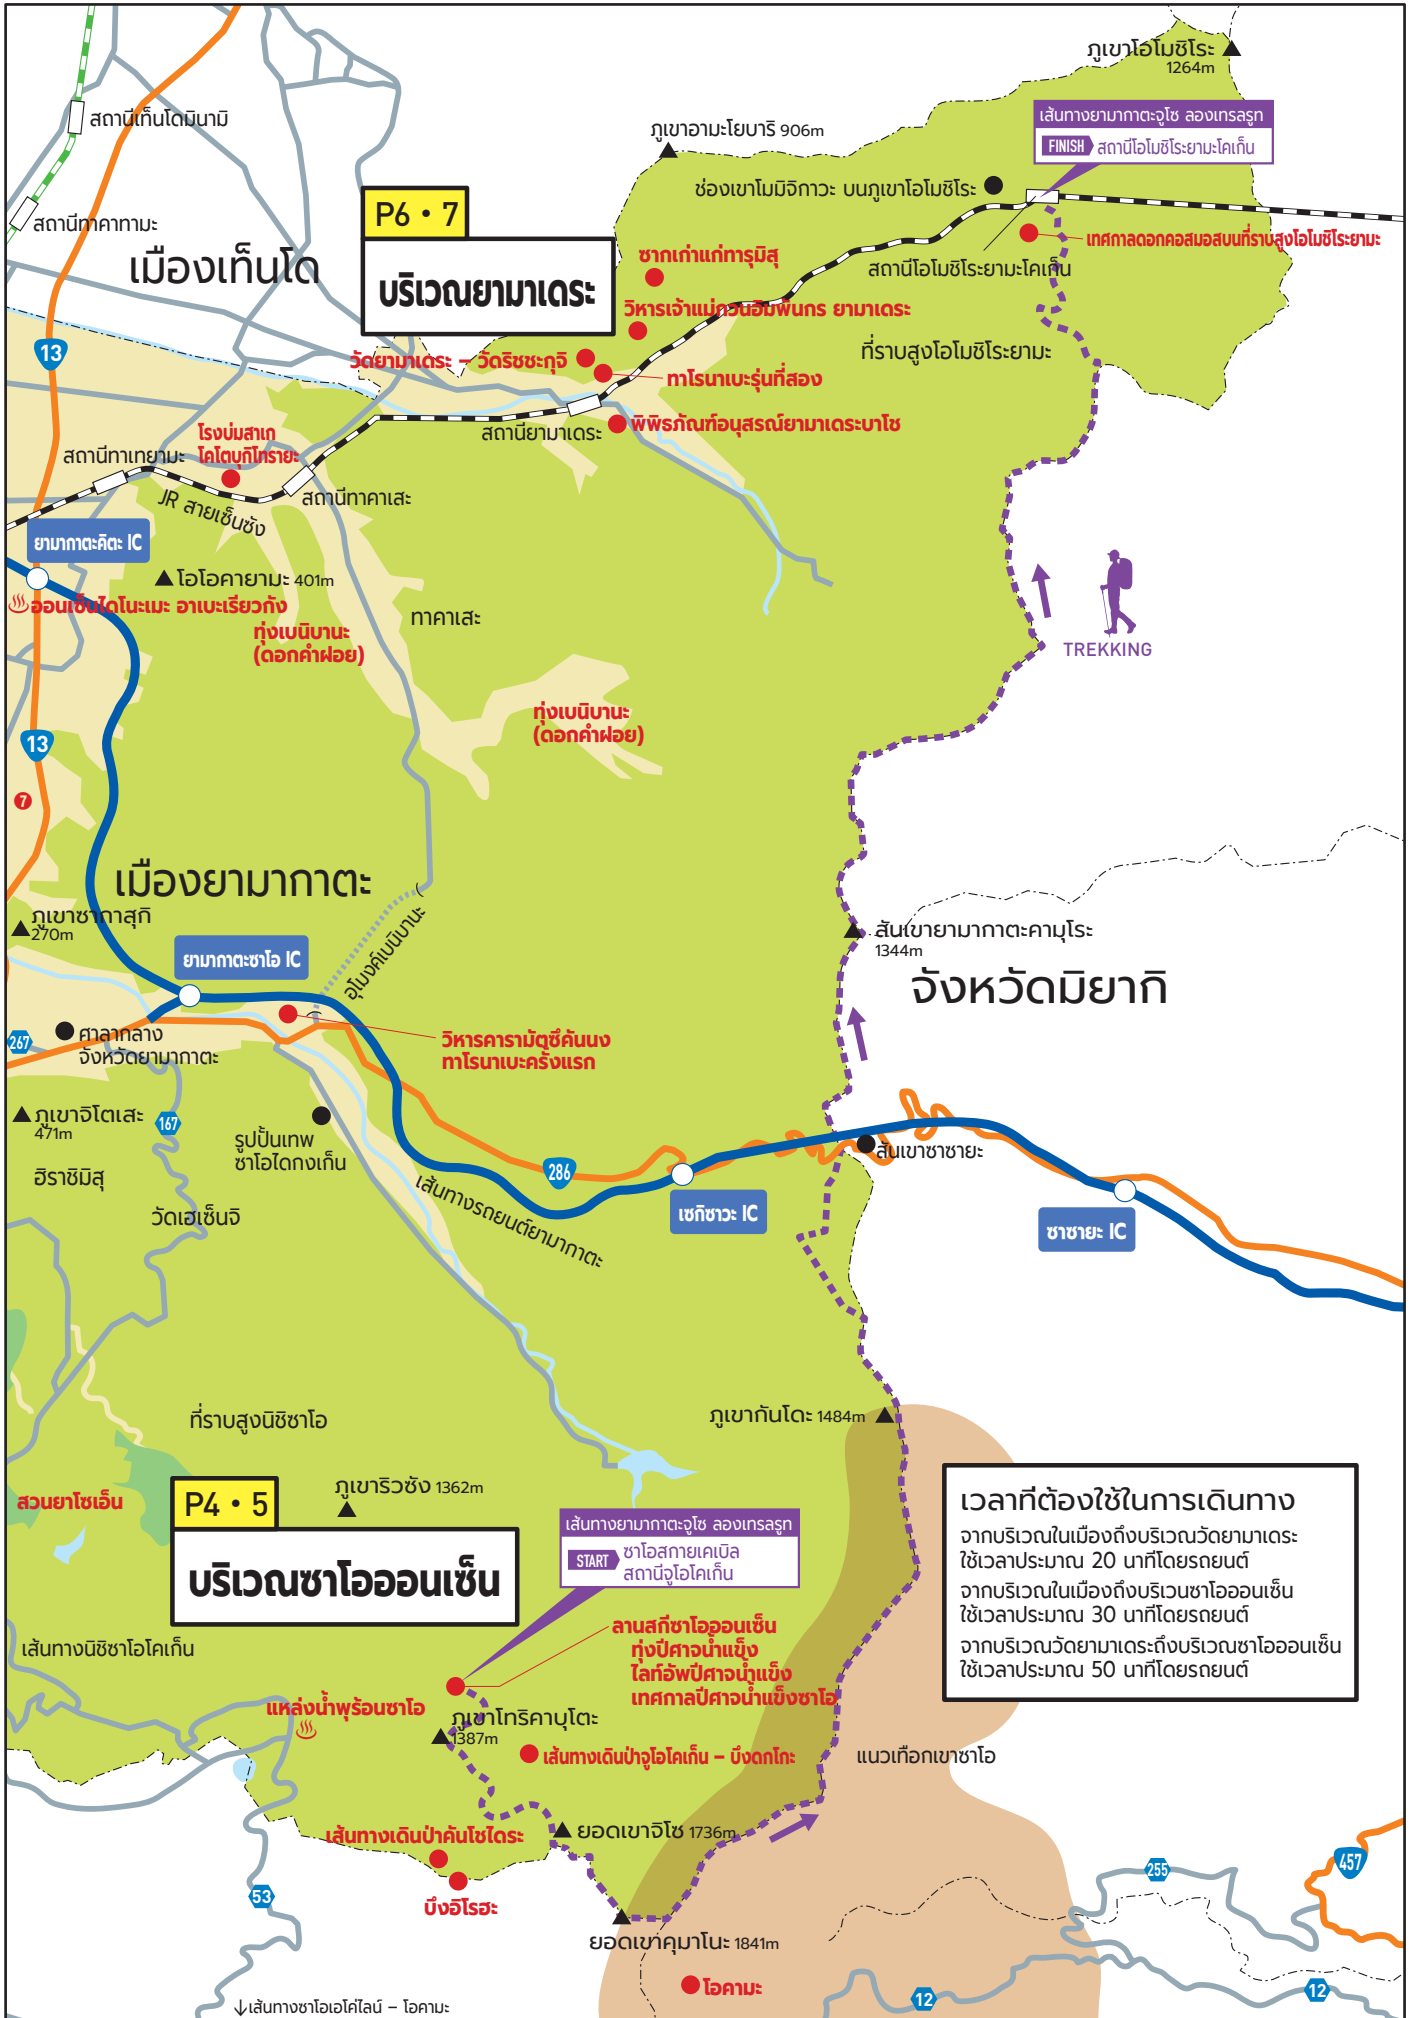 ภูเขาโอโมชิโระ
1264m
สถานีเท็นโดมินามิ
ภูเขาอามะโยบาริ 906m
เส้นทางยามากาตะจูโซ ลองเทรลรูท
FINISH สถานีโอโมชิโระยามะโคเก็น
ช่องเขาโมมิจิกาวะ บนภูเขาโอโมชิโระ
P6・7
บริเวณยามาเดระ
สถานีทาคาทามะ
เมืองเท็นโด
เทศกาลดอกคอสมอสบนที่ราบสูงโอโมชิโระยามะ
ซากเก่าแก่ทารุมิสุ
สถานีโอโมชิโระยามะโคเก็น
วิหารเจ้าแม่กวนอิมพันกร ยามาเดระ
13
ที่ราบสูงโอโมชิโระยามะ
วัดยามาเดระ – วัดริชชะกุจิ
ทาโรนาเบะรุ่นที่สอง
พิพิธภัณฑ์อนุสรณ์ยามาเดระบาโช
สถานียามาเดระ
โรงบ่มสาเก
โคโตบุกิโทรายะ
สถานีทาเทยามะ
สถานีทาคาเสะ
JR สายเซ็นซัง
ยามากาตะคิตะ IC
โอโอคายามะ 401m
ออนเซ็นไดโนะเมะ อาเบะเรียวกัง
ทุ่งเบนิบานะ
(ดอกคำฝอย)
ทาคาเสะ
TREKKING
ทุ่งเบนิบานะ
(ดอกคำฝอย)
13
7
เมืองยามากาตะ
ภูเขาซากาสุกิ
270m
อุโมงค์เบนิบานะ
สันเขายามากาตะคามุโระ
1344m
ยามากาตะซาโอ IC
จังหวัดมิยากิ
267
ศาลากลาง
จังหวัดยามากาตะ
วิหารคารามัตซึคันนง
ทาโรนาเบะครั้งแรก
ภูเขาจิโตเสะ
471m
167
รูปปั้นเทพ
ซาโอไดกงเก็น
สันเขาซาซายะ
ฮิราชิมิสุ
286
เส้นทางรถยนต์ยามากาตะ
เซกิซาวะ IC
ซาซายะ IC
วัดเฮเซ็นจิ
ที่ราบสูงนิชิซาโอ
ภูเขากันโดะ 1484m
สวนยาโซเอ็น
P4・5
บริเวณซาโอออนเซ็น
ภูเขาริวซัง 1362m
เส้นทางยามากาตะจูโซ ลองเทรลรูท
START ซาโอสกายเคเบิล
สถานีจูโอโคเก็น
เวลาที่ต้องใช้ในการเดินทาง
จากบริเวณในเมืองถึงบริเวณวัดยามาเดระ
ใช้เวลาประมาณ 20 นาทีโดยรถยนต์
จากบริเวณในเมืองถึงบริเวนซาโอออนเซ็น
ใช้เวลาประมาณ 30 นาทีโดยรถยนต์
จากบริเวณวัดยามาเดระถึงบริเวณซาโอออนเซ็น
ใช้เวลาประมาณ 50 นาทีโดยรถยนต์
ลานสกีซาโอออนเซ็น
ทุ่งปีศาจน้ำแข็ง
ไลท์อัพปีศาจน้ำแข็ง
เทศกาลปีศาจน้ำแข็งซาโอ
เส้นทางนิชิซาโอโคเก็น
แหล่งน้ำพุร้อนซาโอ
ภูเขาโทริคาบุโตะ
1387m
เส้นทางเดินป่าจูโอโคเก็น – บึงดกโกะ
แนวเทือกเขาซาโอ
เส้นทางเดินป่าคันโชไดระ
ยอดเขาจิโซ 1736m
บึงอิโรฮะ
53
255
457
ยอดเขาคุมาโนะ 1841m
โอคามะ
12
12
↓เส้นทางซาโอเอโค่ไลน์ – โอคามะ